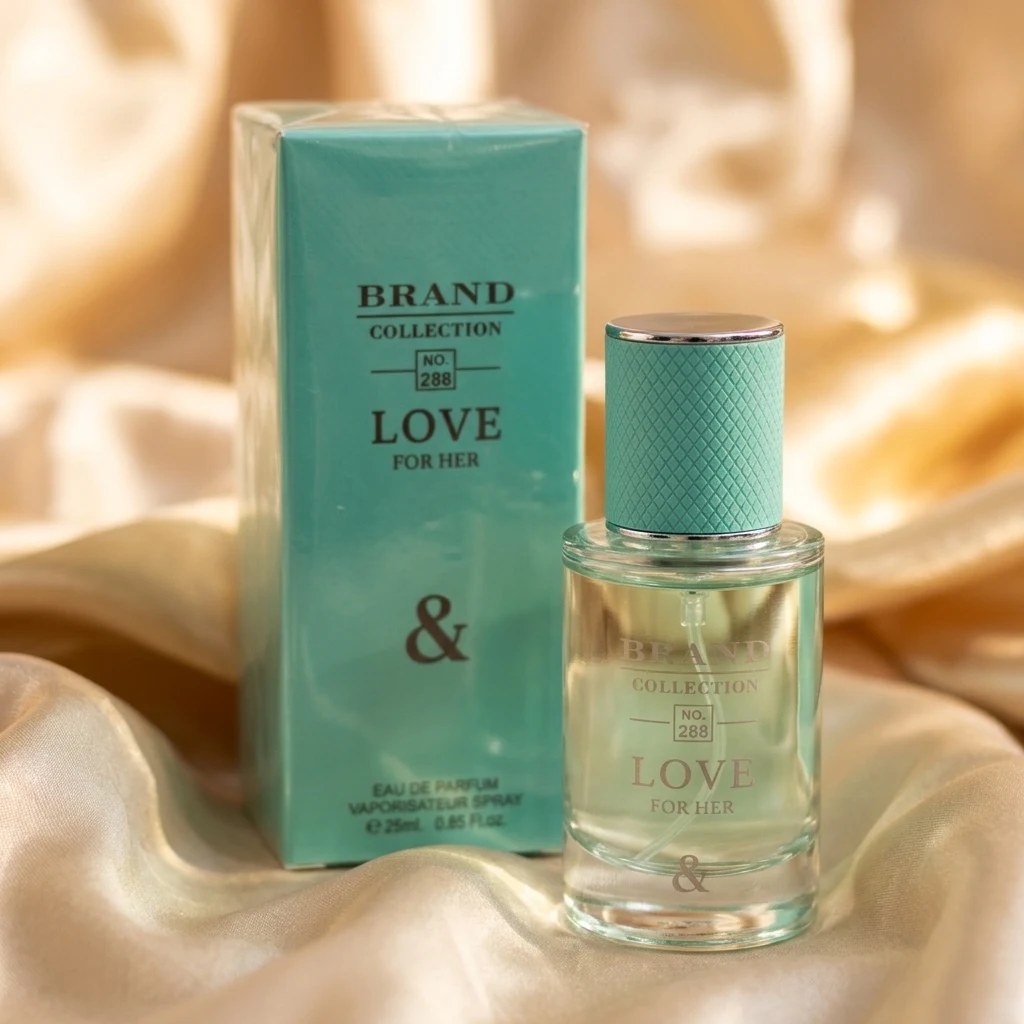 BRAND
COLLECTION
NO.
288
LOVE
FOR HER
&
EAU DE PARFUM
VAPORISATEUR SPRAY
℮ 25ml. 0.85 Fl.oz.
BRAND
COLLECTION
NO.
288
LOVE
FOR HER
&